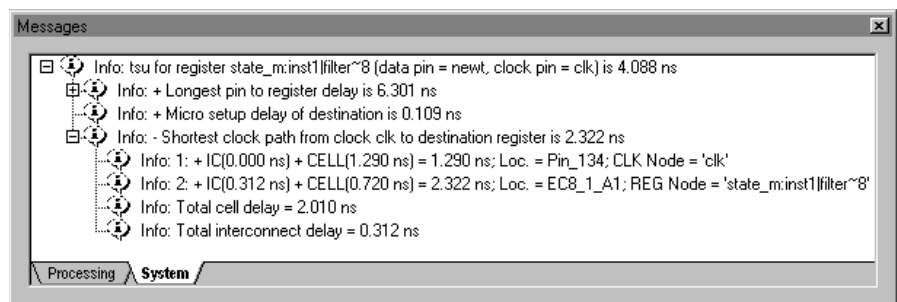 Messages
Info: tsu for register state_m:inst1|filter~8 (data pin = newt, clock pin = clk) is 4.088 ns
Info: + Longest pin to register delay is 6.301 ns
Info: + Micro setup delay of destination is 0.109 ns
Info: - Shortest clock path from clock clk to destination register is 2.322 ns
Info: 1: + IC(0.000 ns) + CELL(1.290 ns) = 1.290 ns; Loc. = Pin_134; CLK Node = 'clk'
Info: 2: + IC(0.312 ns) + CELL(0.720 ns) = 2.322 ns; Loc. = EC8_1_A1; REG Node = 'state_m:inst1|filter~8'
Info: Total cell delay = 2.010 ns
Info: Total interconnect delay = 0.312 ns
Processing System